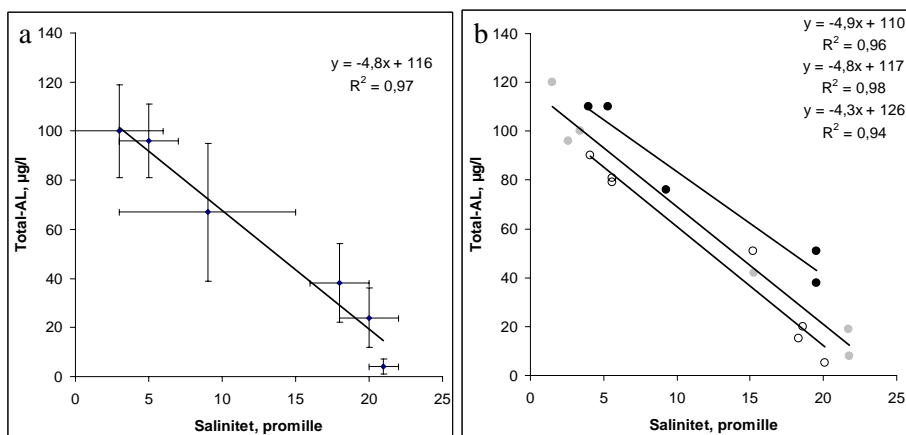 a
y = -4,8x + 116
R² = 0,97
140
120
100
80
60
40
20
0
0 5 10 15 20 25
Total-AL, µg/l
Salinitet, promille
b
y = -4,9x + 110
R² = 0,96
y = -4,8x + 117
R² = 0,98
y = -4,3x + 126
R² = 0,94
140
120
100
80
60
40
20
0
0 5 10 15 20 25
Total-AL, µg/l
Salinitet, promille